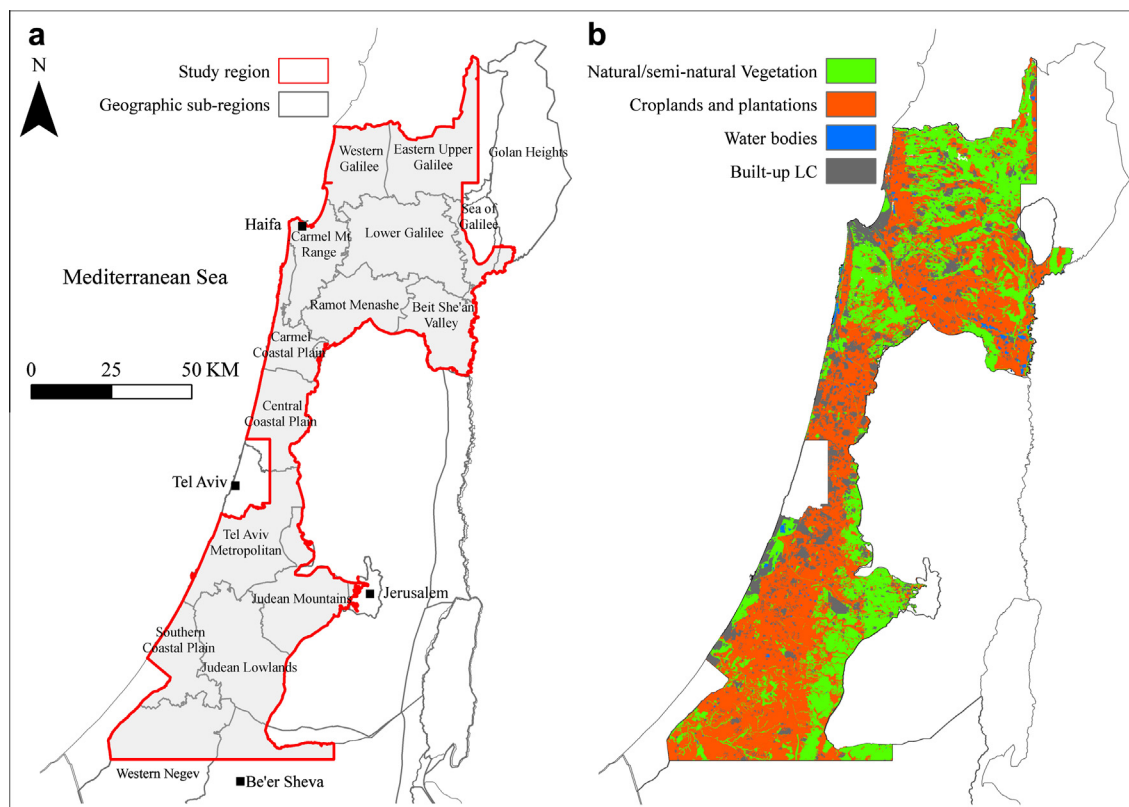 a
N
Study region
Geographic sub-regions
Western
Galilee
Eastern Upper
Galilee
Golan Heights
Sea of
Galilee
Haifa
Carmel Mt
Range
Lower Galilee
Mediterranean Sea
Ramot Menashe
Beit She'an
Valley
Carmel
Coastal Plain
0 25 50 KM
Central
Coastal Plain
Tel Aviv
Tel Aviv
Metropolitan
Judean Mountains
Jerusalem
Southern
Coastal Plain
Judean Lowlands
Western Negev
Be'er Sheva
b
Natural/semi-natural Vegetation
Croplands and plantations
Water bodies
Built-up LC